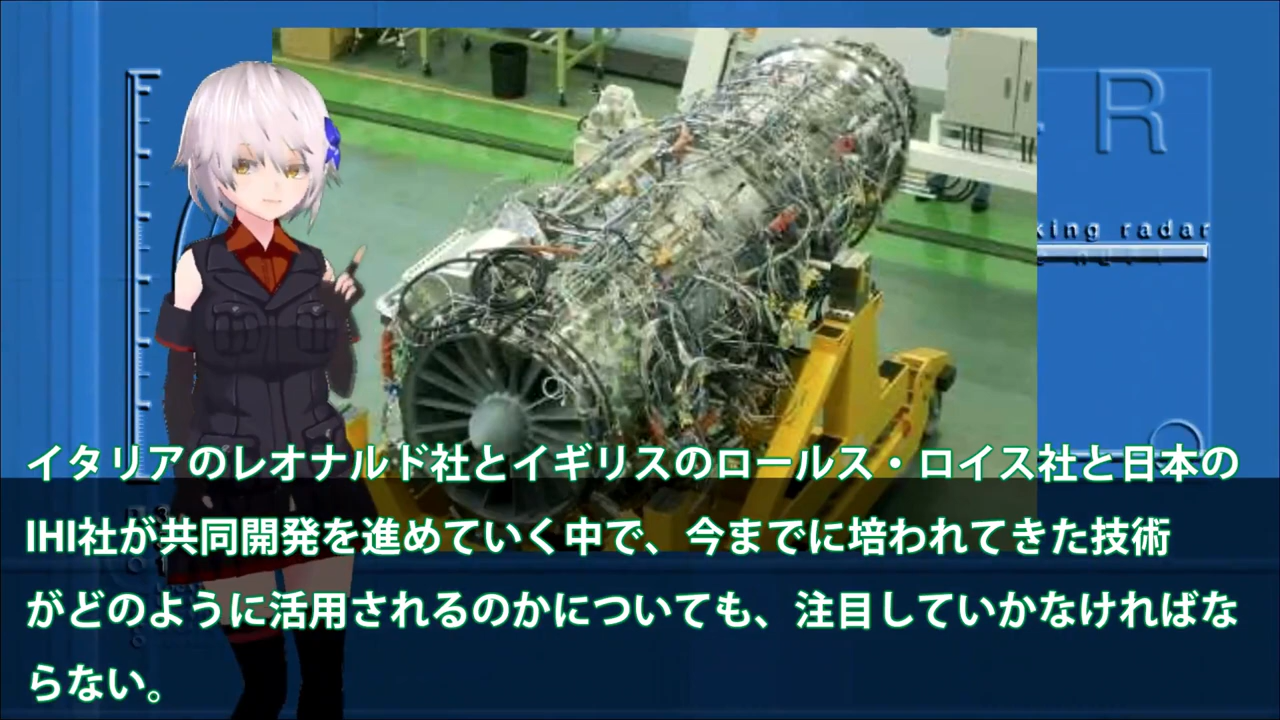 R
king radar
イタリアのレオナルド社とイギリスのロールス・ロイス社と日本の
IHI社が共同開発を進めていく中で、今までに培われてきた技術
がどのように活用されるのかについても、注目していかなければな
らない。